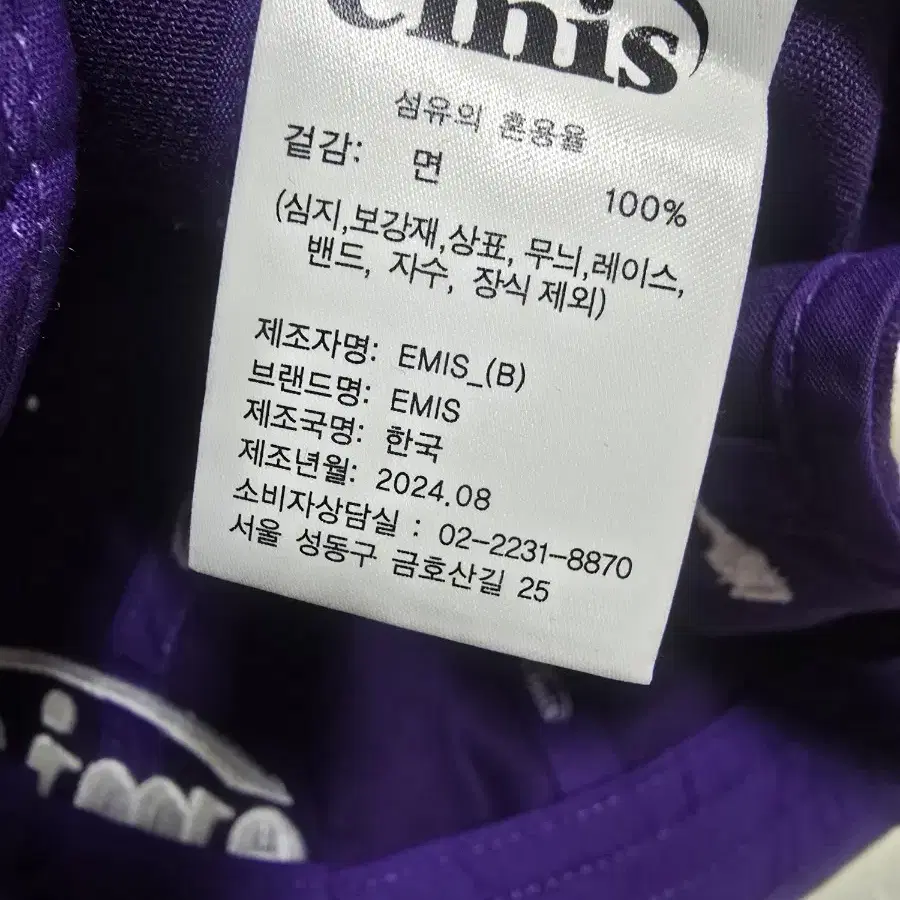 emis
섬유의 혼용율
겉감: 면 100%
(심지,보강재,상표, 무늬,레이스,
밴드, 자수, 장식 제외)
제조자명: EMIS_(B)
브랜드명: EMIS
제조국명: 한국
제조년월: 2024.08
소비자상담실 : 02-2231-8870
서울 성동구 금호산길 25